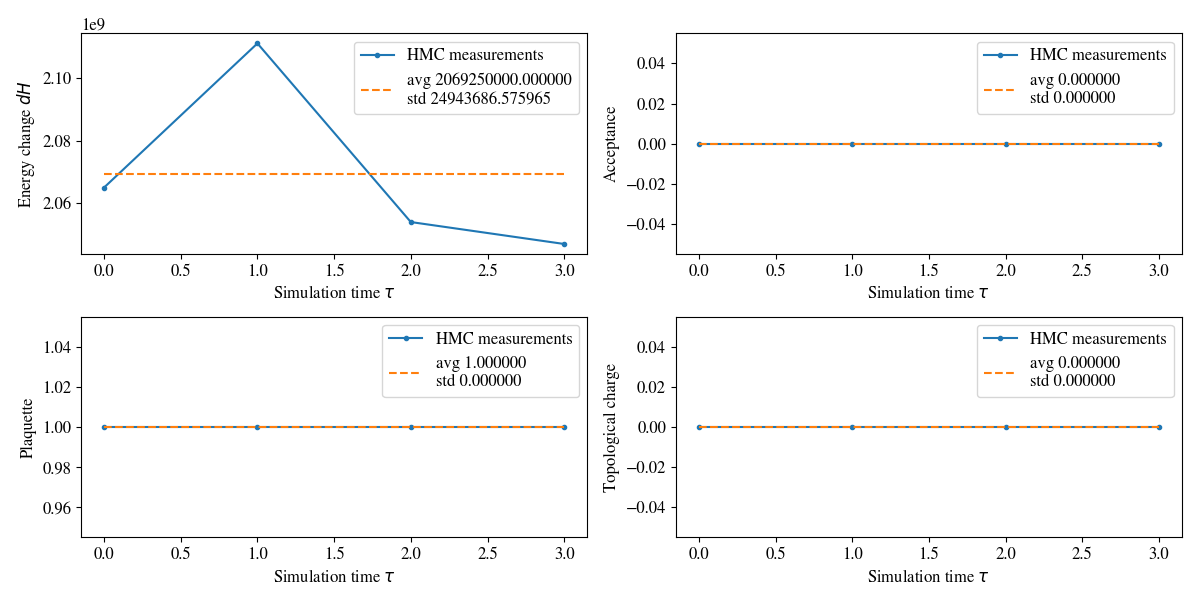 1e9
Energy change dH
2.10
2.08
2.06
HMC measurements
avg 2069250000.000000
std 24943686.575965
0.0 0.5 1.0 1.5 2.0 2.5 3.0
Simulation time τ
Acceptance
0.04
0.02
0.00
−0.02
−0.04
HMC measurements
avg 0.000000
std 0.000000
0.0 0.5 1.0 1.5 2.0 2.5 3.0
Simulation time τ
Plaquette
1.04
1.02
1.00
0.98
0.96
HMC measurements
avg 1.000000
std 0.000000
0.0 0.5 1.0 1.5 2.0 2.5 3.0
Simulation time τ
Topological charge
0.04
0.02
0.00
−0.02
−0.04
HMC measurements
avg 0.000000
std 0.000000
0.0 0.5 1.0 1.5 2.0 2.5 3.0
Simulation time τ